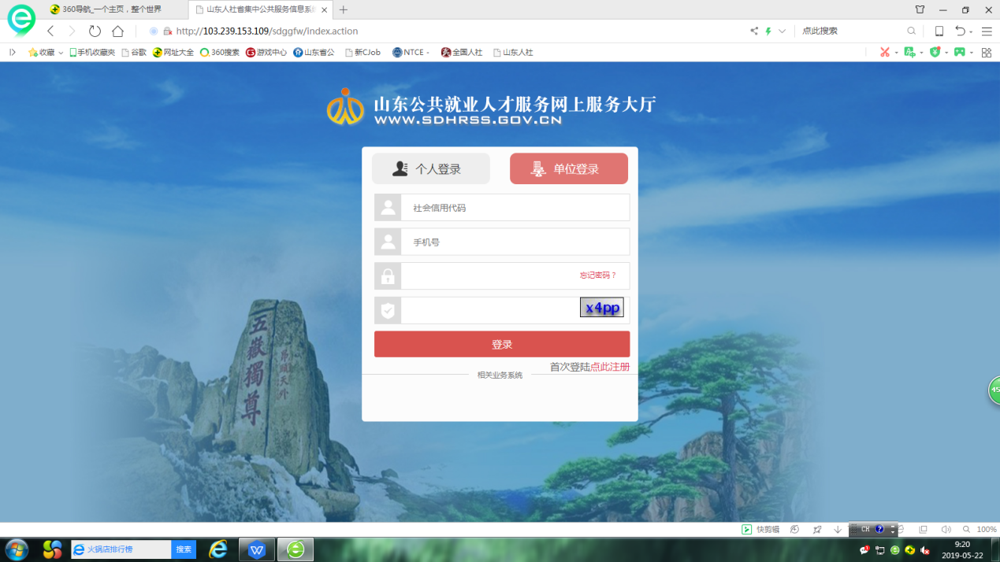 360导航_一个主页，整个世界
山东人社省集中公共服务信息系统
http://103.239.153.109/sdggfw/index.action
点此搜索
收藏 手机收藏夹 谷歌 网址大全 360搜索 游戏中心 山东省公 新CJob NTCE - 全国人社 山东人社
山东公共就业人才服务网上服务大厅
WWW.SDHRSS.GOV.CN
个人登录 单位登录
社会信用代码
手机号
忘记密码？
x4pp
登录
首次登陆点此注册
相关业务系统
五嶽獨尊
昂頭天外
45
快剪辑
CH
100%
火锅店排行榜 搜索
9:20
2019-05-22